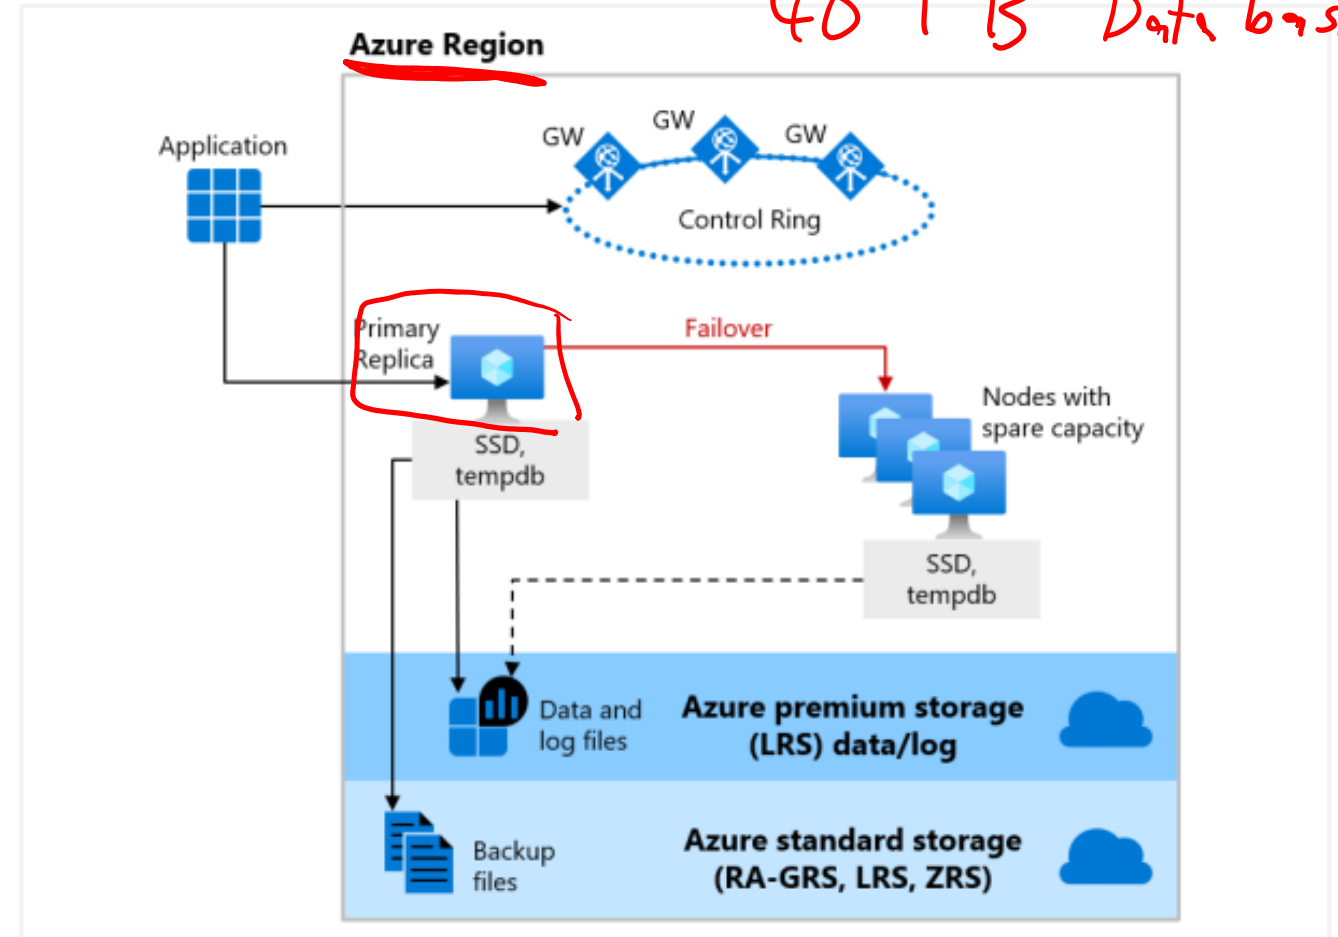 40 TB Data bas
Azure Region
GW
GW
GW
Application
Control Ring
Primary
Replica
Failover
Nodes with
spare capacity
SSD,
tempdb
SSD,
tempdb
Data and
log files
Azure premium storage
(LRS) data/log
Azure standard storage
(RA-GRS, LRS, ZRS)
Backup
files